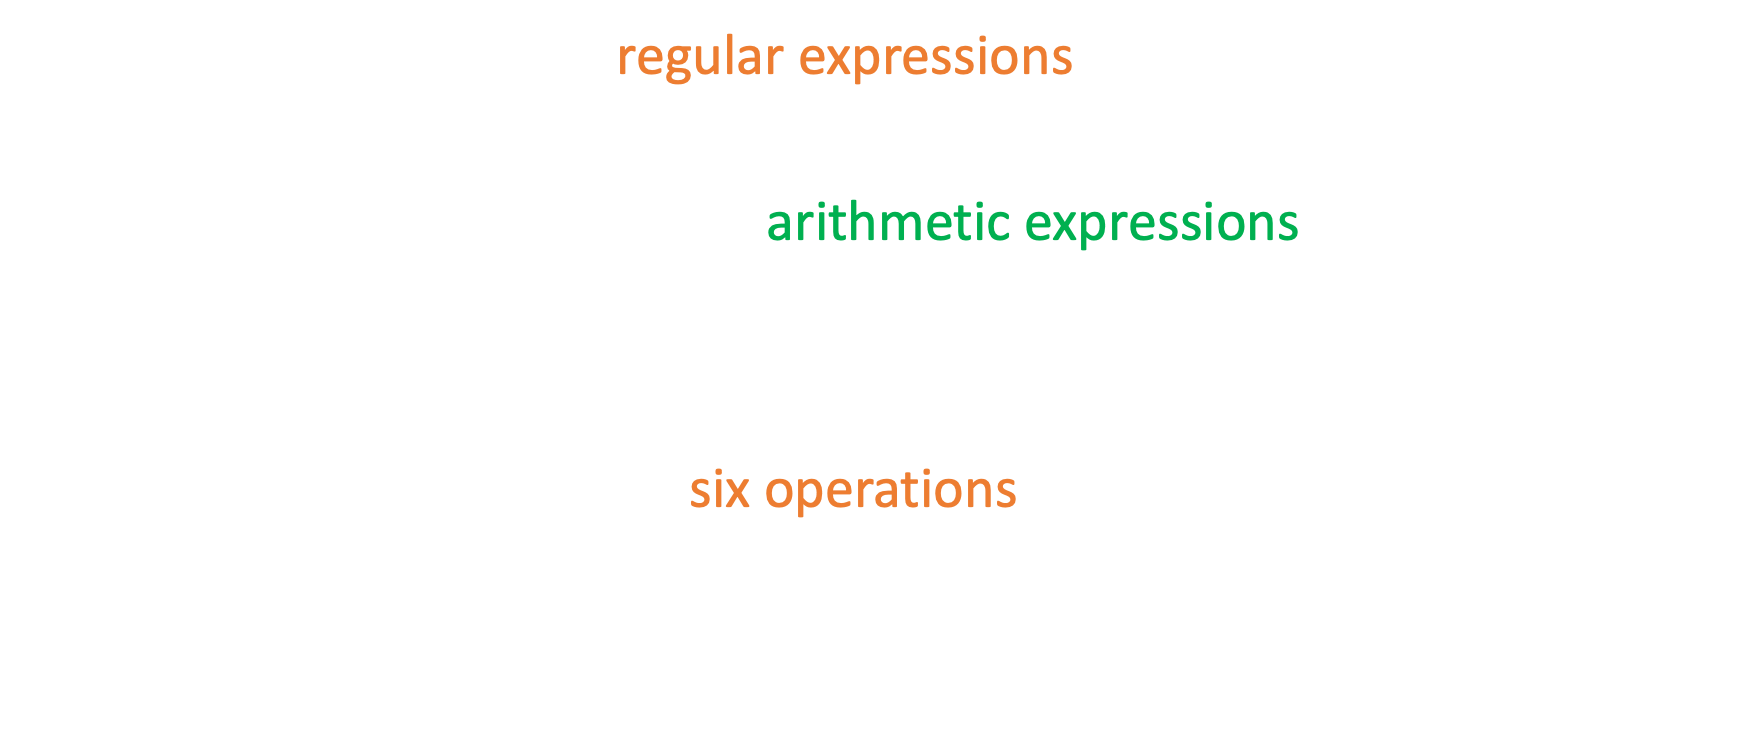 regular expressions
arithmetic expressions
six operations